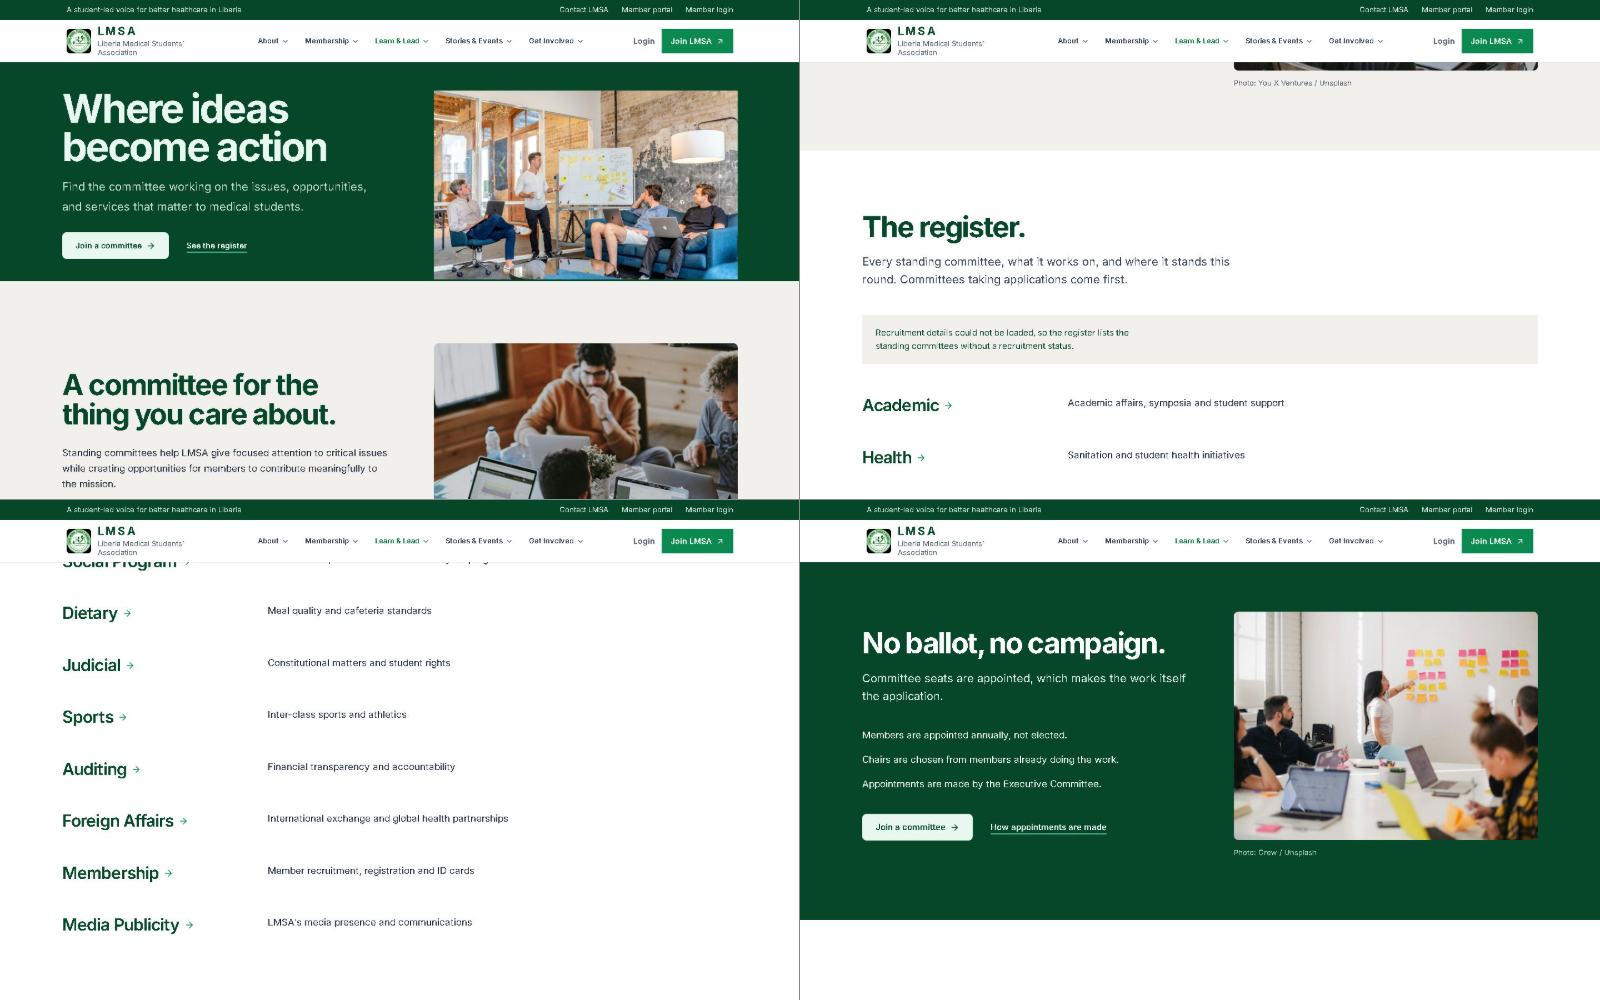 A student-led voice for better healthcare in Liberia
Contact LMSA Member portal Member login
LMSA
Liberia Medical Students'
Association
About Membership Learn & Lead Stories & Events Get Involved
Login Join LMSA
Where ideas
become action
Find the committee working on the issues, opportunities,
and services that matter to medical students.
Join a committee See the register
A committee for the
thing you care about.
Standing committees help LMSA give focused attention to critical issues
while creating opportunities for members to contribute meaningfully to
the mission.
A student-led voice for better healthcare in Liberia
Contact LMSA Member portal Member login
LMSA
Liberia Medical Students'
Association
About Membership Learn & Lead Stories & Events Get Involved
Login Join LMSA
Photo: You X Ventures / Unsplash
The register.
Every standing committee, what it works on, and where it stands this
round. Committees taking applications come first.
Recruitment details could not be loaded, so the register lists the
standing committees without a recruitment status.
Academic Academic affairs, symposia and student support
Health Sanitation and student health initiatives
A student-led voice for better healthcare in Liberia
Contact LMSA Member portal Member login
LMSA
Liberia Medical Students'
Association
About Membership Learn & Lead Stories & Events Get Involved
Login Join LMSA
Social Program
Dietary Meal quality and cafeteria standards
Judicial Constitutional matters and student rights
Sports Inter-class sports and athletics
Auditing Financial transparency and accountability
Foreign Affairs International exchange and global health partnerships
Membership Member recruitment, registration and ID cards
Media Publicity LMSA's media presence and communications
A student-led voice for better healthcare in Liberia
Contact LMSA Member portal Member login
LMSA
Liberia Medical Students'
Association
About Membership Learn & Lead Stories & Events Get Involved
Login Join LMSA
No ballot, no campaign.
Committee seats are appointed, which makes the work itself
the application.
Members are appointed annually, not elected.
Chairs are chosen from members already doing the work.
Appointments are made by the Executive Committee.
Join a committee How appointments are made
Photo: Crew / Unsplash